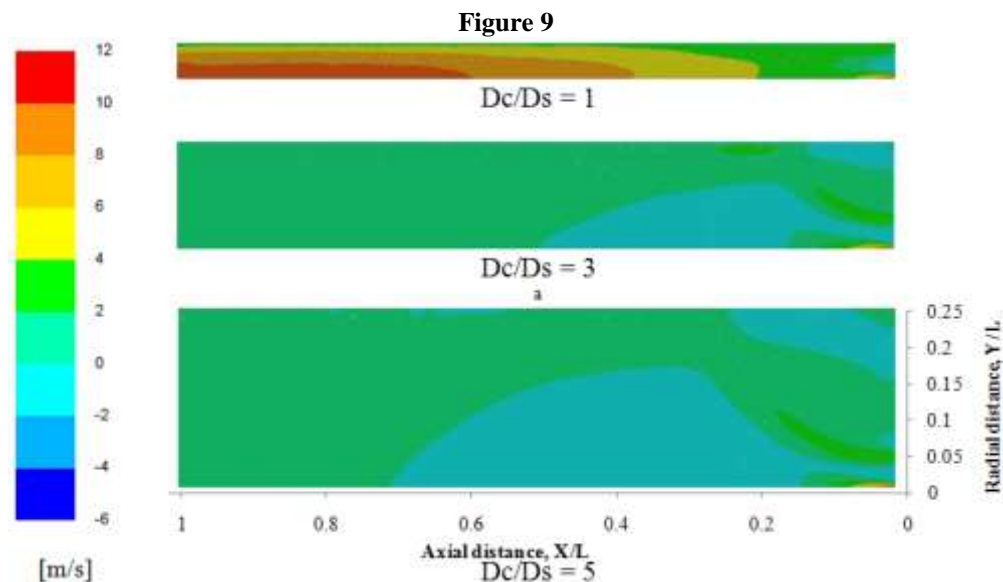 Figure 9
12
10
8
6
4
2
0
-2
-4
-6
[m/s]
Dc/Ds = 1
Dc/Ds = 3
a
0.25
0.2
0.15
0.1
0.05
0
Radial distance, Y/L
1 0.8 0.6 0.4 0.2 0
Axial distance, X/L
Dc/Ds = 5